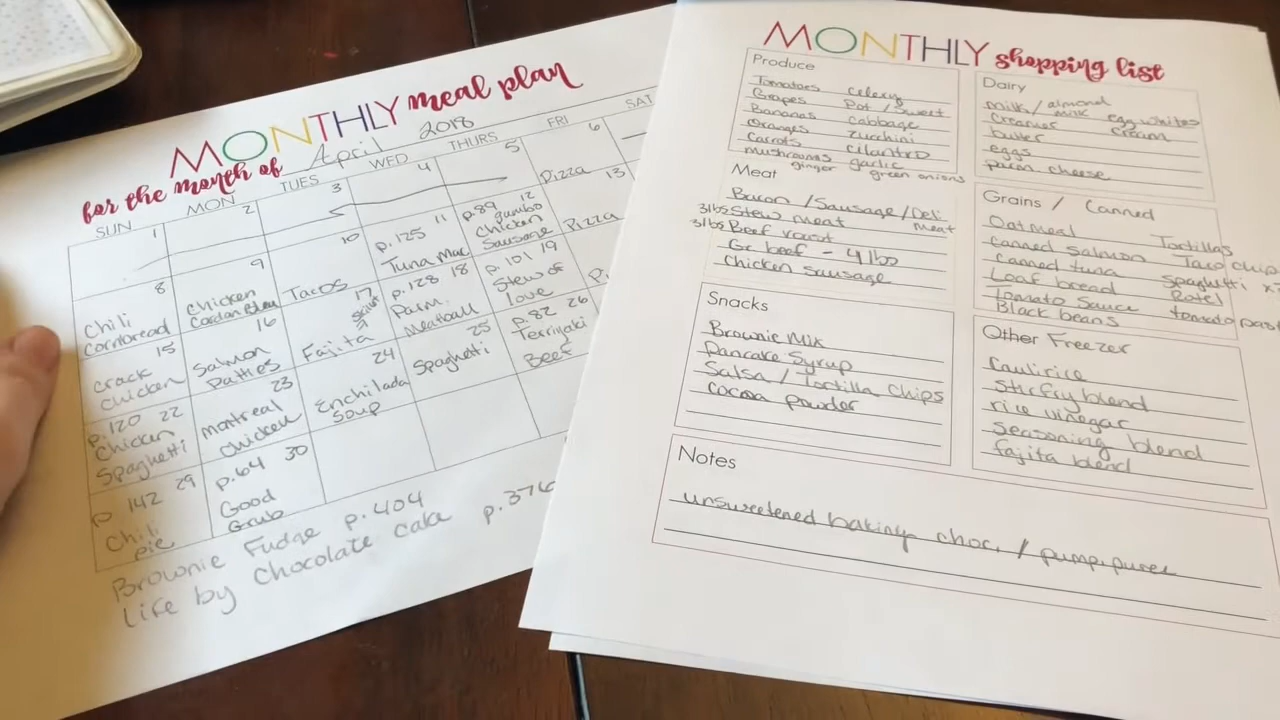 MONTHLY meal plan
for the month of April 2018
SUN MON TUES WED THURS FRI SAT
1 2 3 4 5 6
8 9 10 11 12 13
Chili Cornbread
Chicken Cordon Bleu
Tacos
p. 125 Tuna Mac
p. 89 gumbo Chicken Sausage
Pizza
15 16 17 18 19
Crack Chicken
Salmon Patties
Fajita
p. 128 Parm. Meatball
p. 101 Stew of love
Pizza
22 23 24 25 26
p. 120 Chicken Spaghetti
Montreal Chicken
Enchilada Soup
Spaghetti
p. 82 Terriyaki Beef
29 30
p 142 Chili pie
p. 64 Good Grub
Brownie Fudge p. 404
Life by Chocolate cake p. 376
MONTHLY shopping list
Produce
Tomatoes celery
Grapes Pot / Sweet
Bananas cabbage
Oranges zucchini
Carrots cilantro
mushrooms garlic
ginger green onions
Meat
Bacon / Sausage / Deli meat
3lbs Stew meat
3lbs Beef roast
Gr beef - 4 lbs
Chicken sausage
Snacks
Brownie Mix
Pancake Syrup
Salsa / Tortilla Chips
cocoa powder
Dairy
milk / almond milk egg whites
creamer cream
butter
eggs
parm cheese
Grains / Canned
Oatmeal Tortillas
canned salmon Taco chip
canned tuna Spaghetti x
Loaf bread Rotel
Tomato Sauce tomato past
Black beans
Other Freezer
Caulirice
Stirfry blend
rice vinegar
seasoning blend
fajita blend
Notes
unsweetened baking choc. /